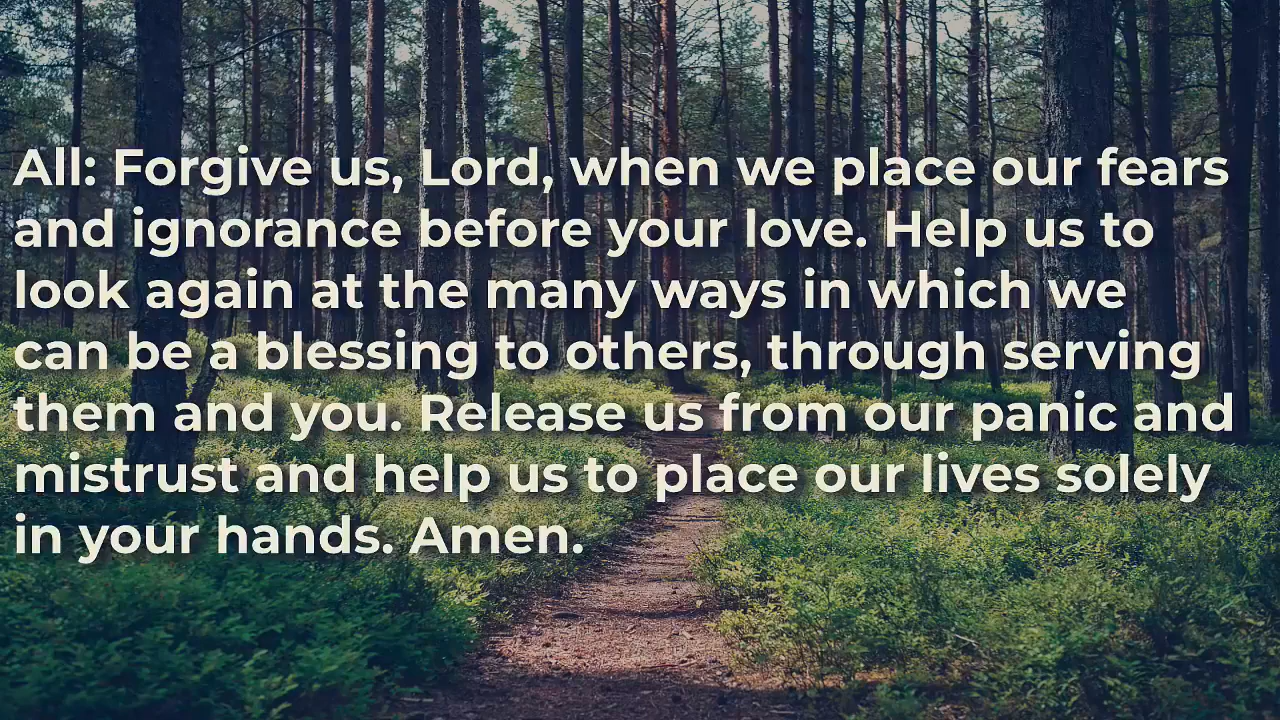 All: Forgive us, Lord, when we place our fears
and ignorance before your love. Help us to
look again at the many ways in which we
can be a blessing to others, through serving
them and you. Release us from our panic and
mistrust and help us to place our lives solely
in your hands. Amen.